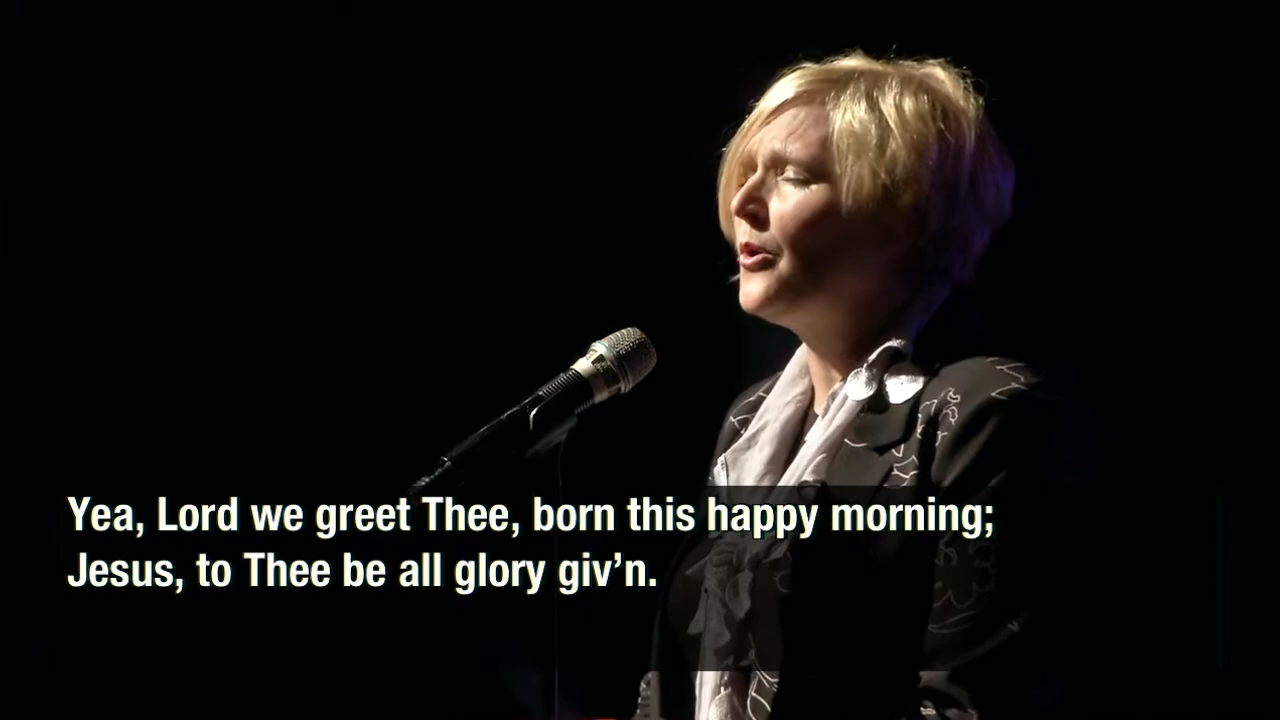 Yea, Lord we greet Thee, born this happy morning;
Jesus, to Thee be all glory giv’n.